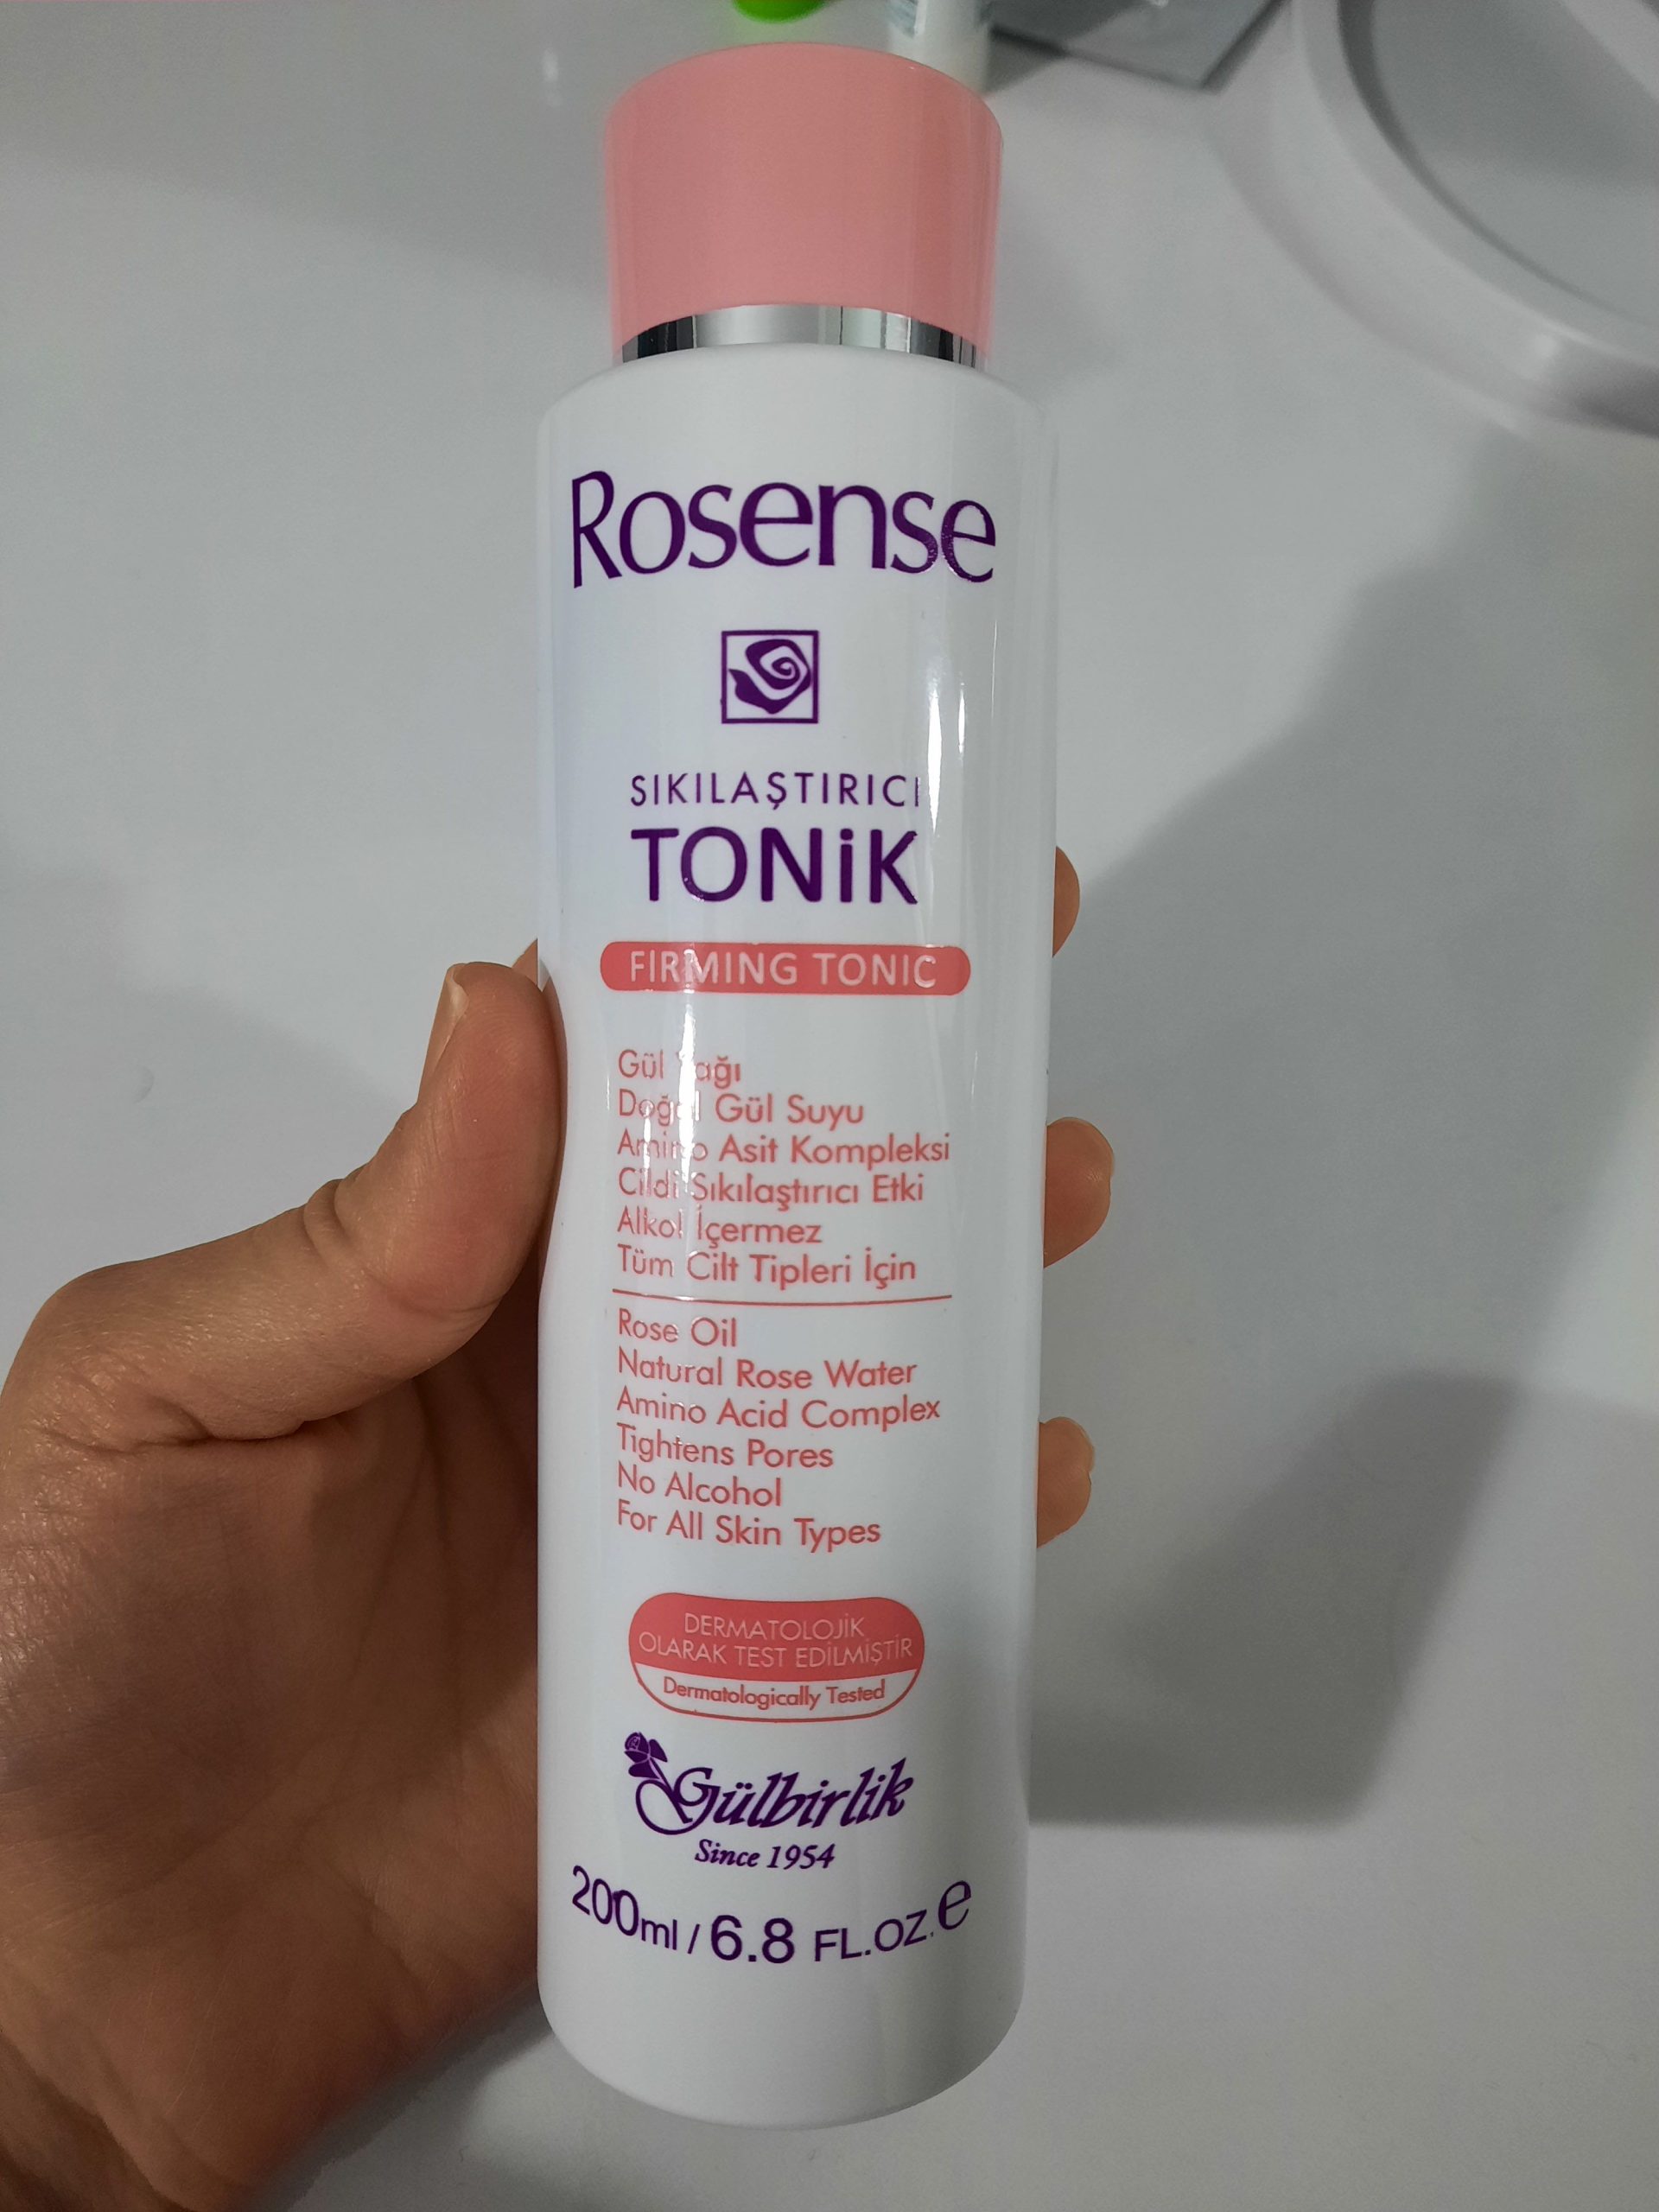 Rosense
SIKILAŞTIRICI
TONiK
FIRMING TONIC
Gül Yağı
Doğal Gül Suyu
Amino Asit Kompleksi
Cildi Sıkılaştırıcı Etki
Alkol İçermez
Tüm Cilt Tipleri İçin
Rose Oil
Natural Rose Water
Amino Acid Complex
Tightens Pores
No Alcohol
For All Skin Types
DERMATOLOJİK
OLARAK TEST EDİLMİŞTİR
Dermatologically Tested
Gülbirlik
Since 1954
200ml / 6.8 FL.OZ.e